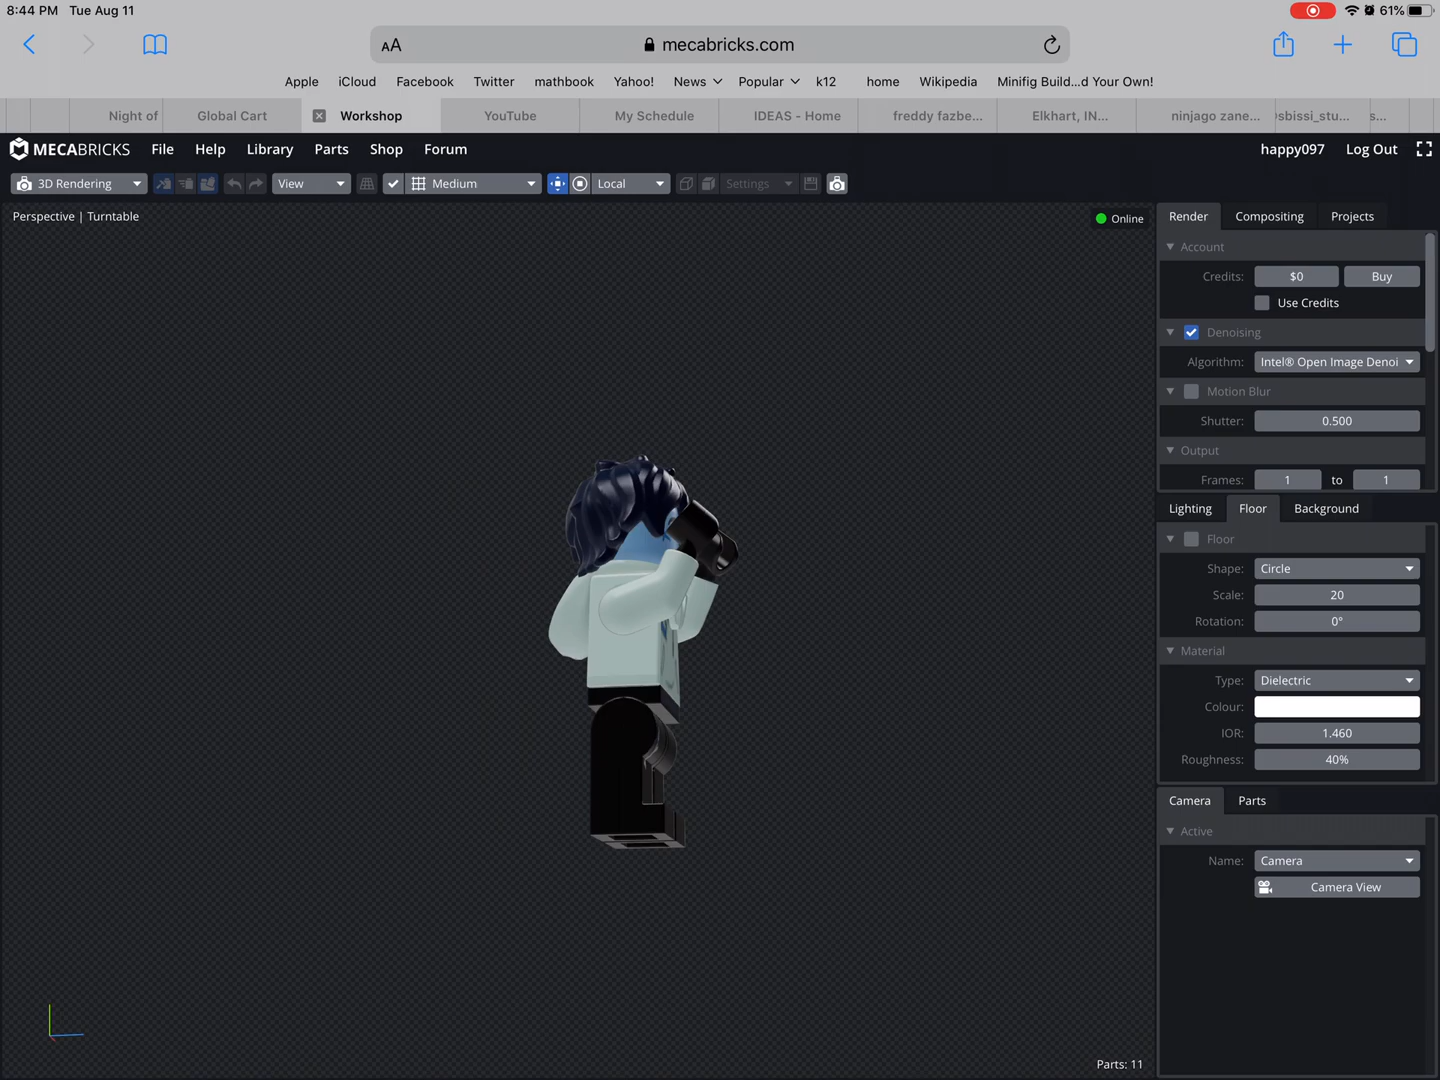 8:44 PM Tue Aug 11 61%
AA mecabricks.com
Apple iCloud Facebook Twitter mathbook Yahoo! News Popular k12 home Wikipedia Minifig Build...d Your Own!
Night of Global Cart Workshop YouTube My Schedule IDEAS - Home freddy fazbe... Elkhart, IN... ninjago zane... sbissi_stu... s...
MECABRICKS File Help Library Parts Shop Forum happy097 Log Out
3D Rendering View Medium Local Settings
Perspective | Turntable Online
Render Compositing Projects
Account
Credits: $0 Buy
Use Credits
Denoising
Algorithm: Intel® Open Image Denoi
Motion Blur
Shutter: 0.500
Output
Frames: 1 to 1
Lighting Floor Background
Floor
Shape: Circle
Scale: 20
Rotation: 0°
Material
Type: Dielectric
Colour:
IOR: 1.460
Roughness: 40%
Camera Parts
Active
Name: Camera
Camera View
Parts: 11